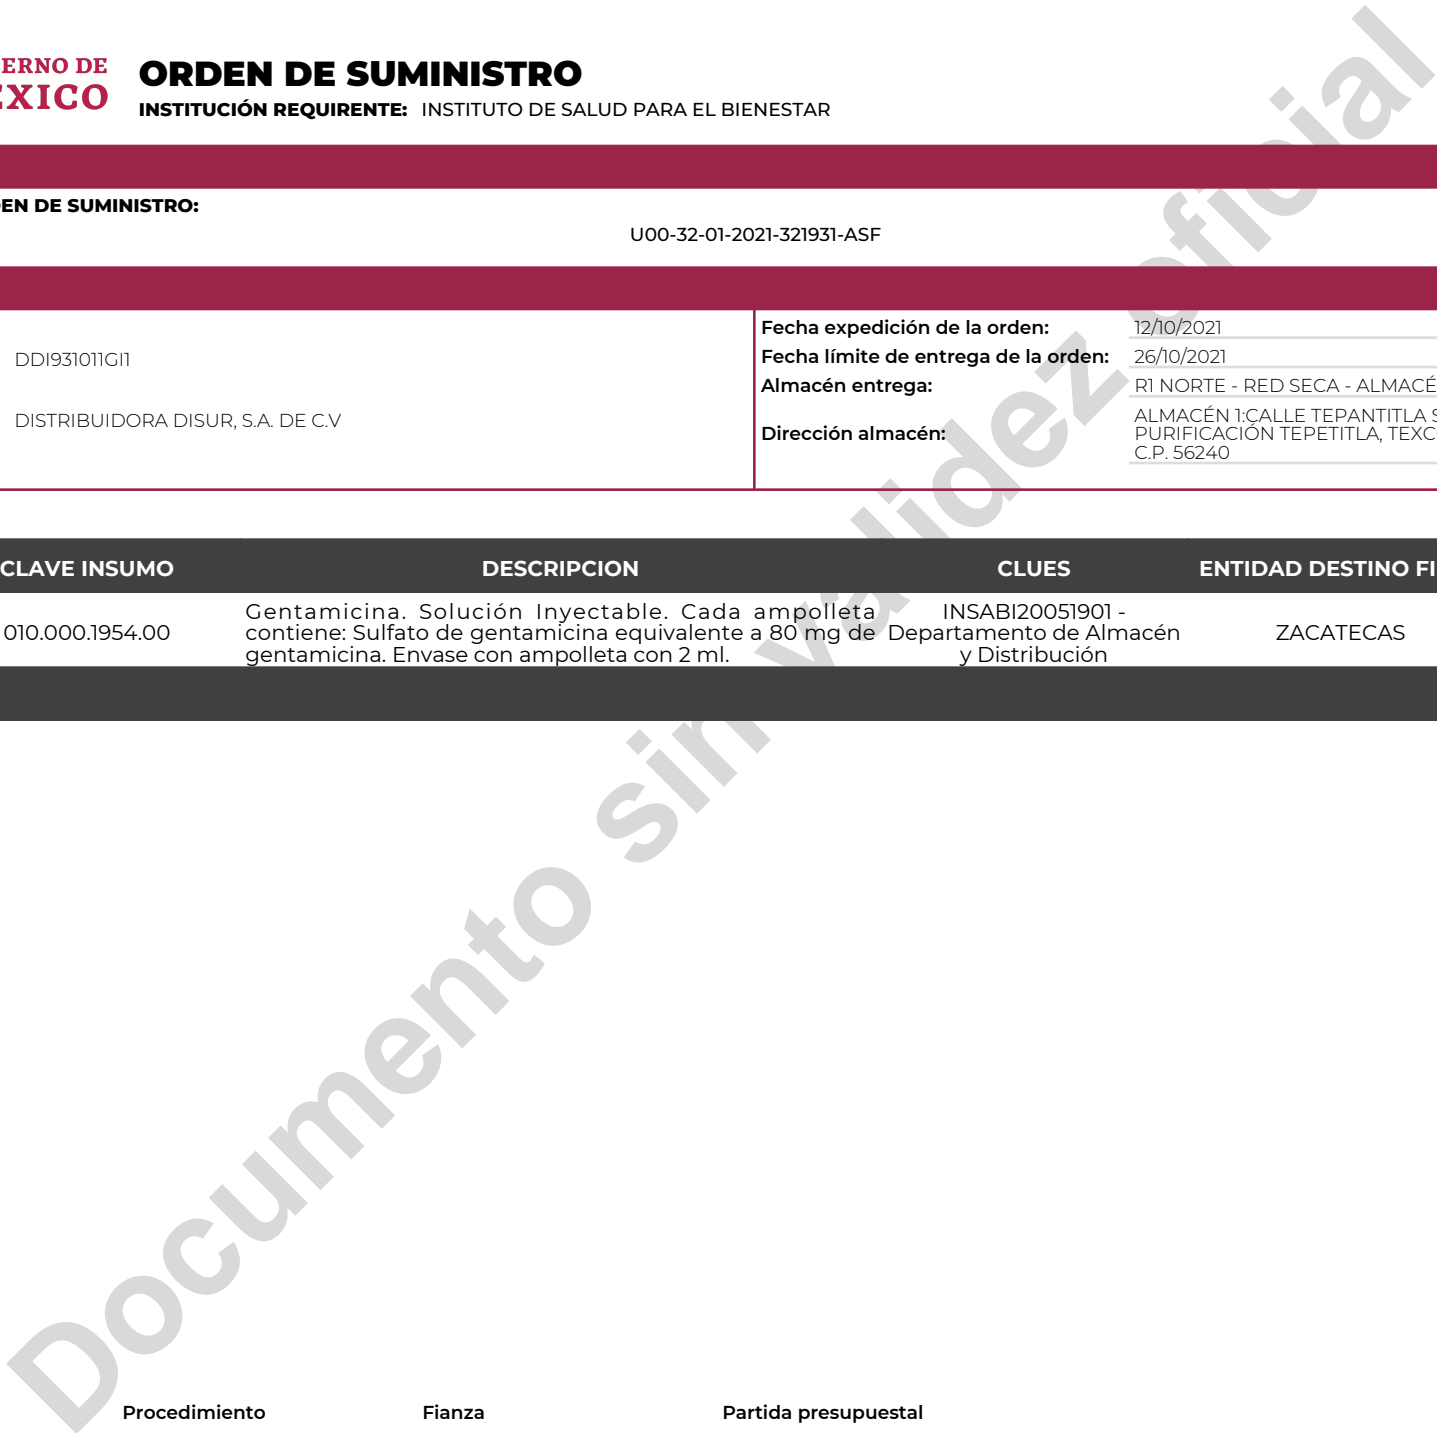 ERNO DE
ÉXICO
ORDEN DE SUMINISTRO
INSTITUCIÓN REQUIRENTE: INSTITUTO DE SALUD PARA EL BIENESTAR
EN DE SUMINISTRO:
U00-32-01-2021-321931-ASF
DDI931011GI1
DISTRIBUIDORA DISUR, S.A. DE C.V
Fecha expedición de la orden: 12/10/2021
Fecha límite de entrega de la orden: 26/10/2021
Almacén entrega: R1 NORTE - RED SECA - ALMACÉ
Dirección almacén: ALMACÉN 1:CALLE TEPANTITLA S
PURIFICACIÓN TEPETITLA, TEXC
C.P. 56240
CLAVE INSUMO DESCRIPCION CLUES ENTIDAD DESTINO FI
010.000.1954.00
Gentamicina. Solución Inyectable. Cada ampolleta
contiene: Sulfato de gentamicina equivalente a 80 mg de
gentamicina. Envase con ampolleta con 2 ml.
INSABI20051901 -
Departamento de Almacén
y Distribución
ZACATECAS
Documento sin validez oficial
Procedimiento Fianza Partida presupuestal